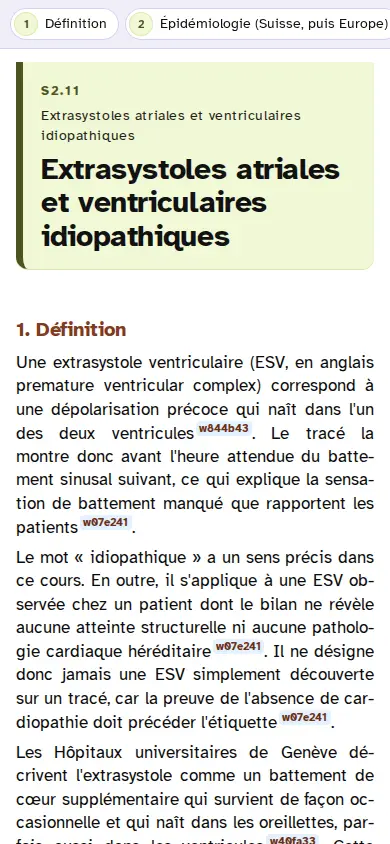 1 Définition 2 Épidémiologie (Suisse, puis Europe)
S2.11
Extrasystoles atriales et ventriculaires
idiopathiques
Extrasystoles atriales
et ventriculaires
idiopathiques
1. Définition
Une extrasystole ventriculaire (ESV, en anglais
premature ventricular complex) correspond à
une dépolarisation précoce qui naît dans l'un
des deux ventricules w844b43. Le tracé la
montre donc avant l'heure attendue du batte-
ment sinusal suivant, ce qui explique la sensa-
tion de battement manqué que rapportent les
patients w07e241.
Le mot « idiopathique » a un sens précis dans
ce cours. En outre, il s'applique à une ESV ob-
servée chez un patient dont le bilan ne révèle
aucune atteinte structurelle ni aucune patholo-
gie cardiaque héréditaire w07e241. Il ne désigne
donc jamais une ESV simplement découverte
sur un tracé, car la preuve de l'absence de car-
diopathie doit précéder l'étiquette w07e241.
Les Hôpitaux universitaires de Genève dé-
crivent l'extrasystole comme un battement de
cœur supplémentaire qui survient de façon oc-
casionnelle et qui naît dans les oreillettes, par-
fois aussi dans les ventricules w40fa33. Cette